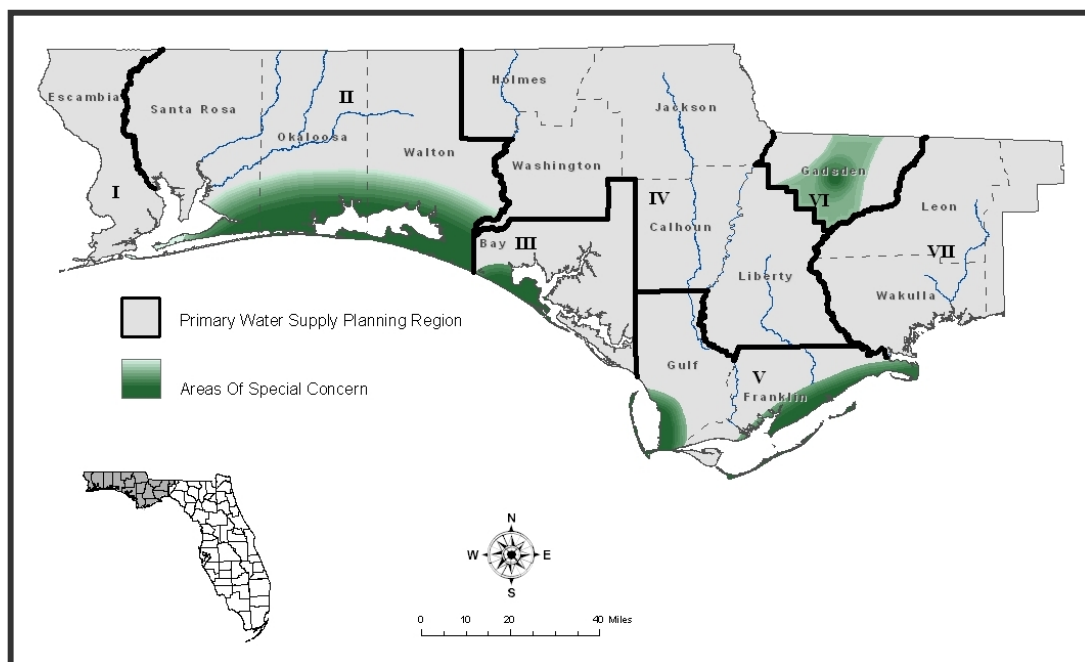 Escambia
Santa Rosa
II
Okaloosa
Walton
Holmes
Washington
Jackson
Gadsden
VI
Leon
I
IV
Calhoun
Bay
III
Liberty
VII
Wakulla
Gulf
V
Franklin
Primary Water Supply Planning Region
Areas Of Special Concern
N
W E
S
0 10 20 40 Miles